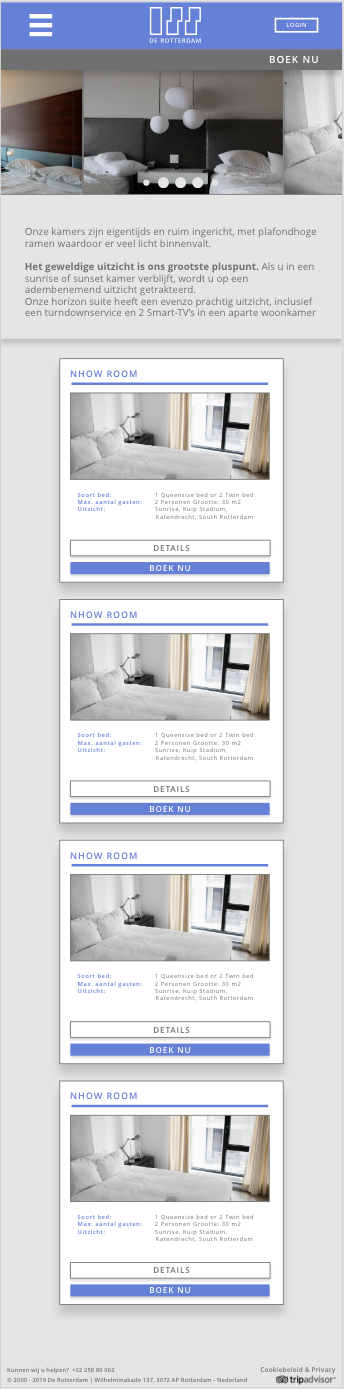 DE ROTTERDAM
LOGIN
BOEK NU
Onze kamers zijn eigentijds en ruim ingericht, met plafondhoge
ramen waardoor er veel licht binnenvalt.
Het geweldige uitzicht is ons grootste pluspunt. Als u in een
sunrise of sunset kamer verblijft, wordt u op een
adembenemend uitzicht getrakteerd.
Onze horizon suite heeft een evenzo prachtig uitzicht, inclusief
een turndownservice en 2 Smart-TV's in een aparte woonkamer
NHOW ROOM
Soort bed: 1 Queensize bed or 2 Twin bed
Max. aantal gasten: 2 Personen Grootte: 30 m2
Uitzicht: Sunrise, Kuip Stadium,
Katendrecht, South Rotterdam
DETAILS
BOEK NU
NHOW ROOM
Soort bed: 1 Queensize bed or 2 Twin bed
Max. aantal gasten: 2 Personen Grootte: 30 m2
Uitzicht: Sunrise, Kuip Stadium,
Katendrecht, South Rotterdam
DETAILS
BOEK NU
NHOW ROOM
Soort bed: 1 Queensize bed or 2 Twin bed
Max. aantal gasten: 2 Personen Grootte: 30 m2
Uitzicht: Sunrise, Kuip Stadium,
Katendrecht, South Rotterdam
DETAILS
BOEK NU
NHOW ROOM
Soort bed: 1 Queensize bed or 2 Twin bed
Max. aantal gasten: 2 Personen Grootte: 30 m2
Uitzicht: Sunrise, Kuip Stadium,
Katendrecht, South Rotterdam
DETAILS
BOEK NU
Kunnen wij u helpen? +32 256 80 062 Cookiebeleid & Privacy
© 2000 - 2019 De Rotterdam | Wilhelminakade 137, 3072 AP Rotterdam - Nederland tripadvisor